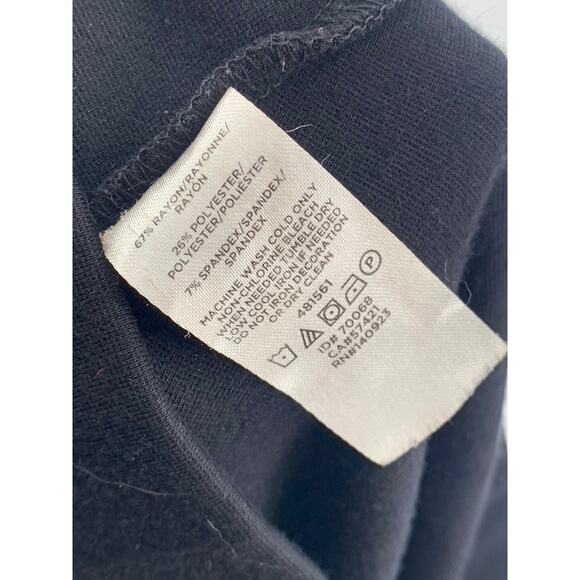 67% RAYON/RAYONNE/
RAYÓN
26% POLYESTER/
POLYESTER/POLIÉSTER
7% SPANDEX/SPANDEX/
SPANDEX
MACHINE WASH COLD ONLY
NON-CHLORINE BLEACH
WHEN NEEDED TUMBLE DRY
LOW COOL IRON IF NEEDED
DO NOT IRON DECORATION
OR DRY CLEAN
481561
P
ID# 70068
CA#57421
RN#140923